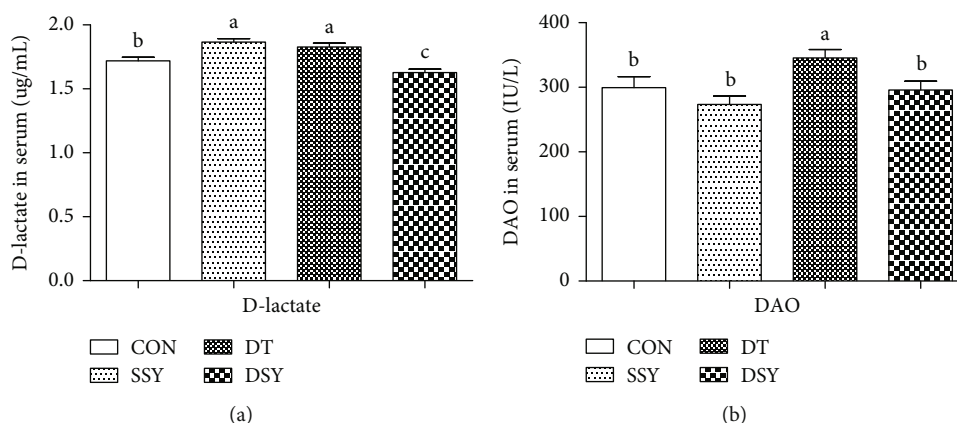 2.0
1.5
1.0
0.5
0.0
D-lactate in serum (ug/mL)
b
a
a
c
D-lactate
CON
DT
SSY
DSY
(a)
400
300
200
100
0
DAO in serum (IU/L)
b
b
a
b
DAO
CON
DT
SSY
DSY
(b)